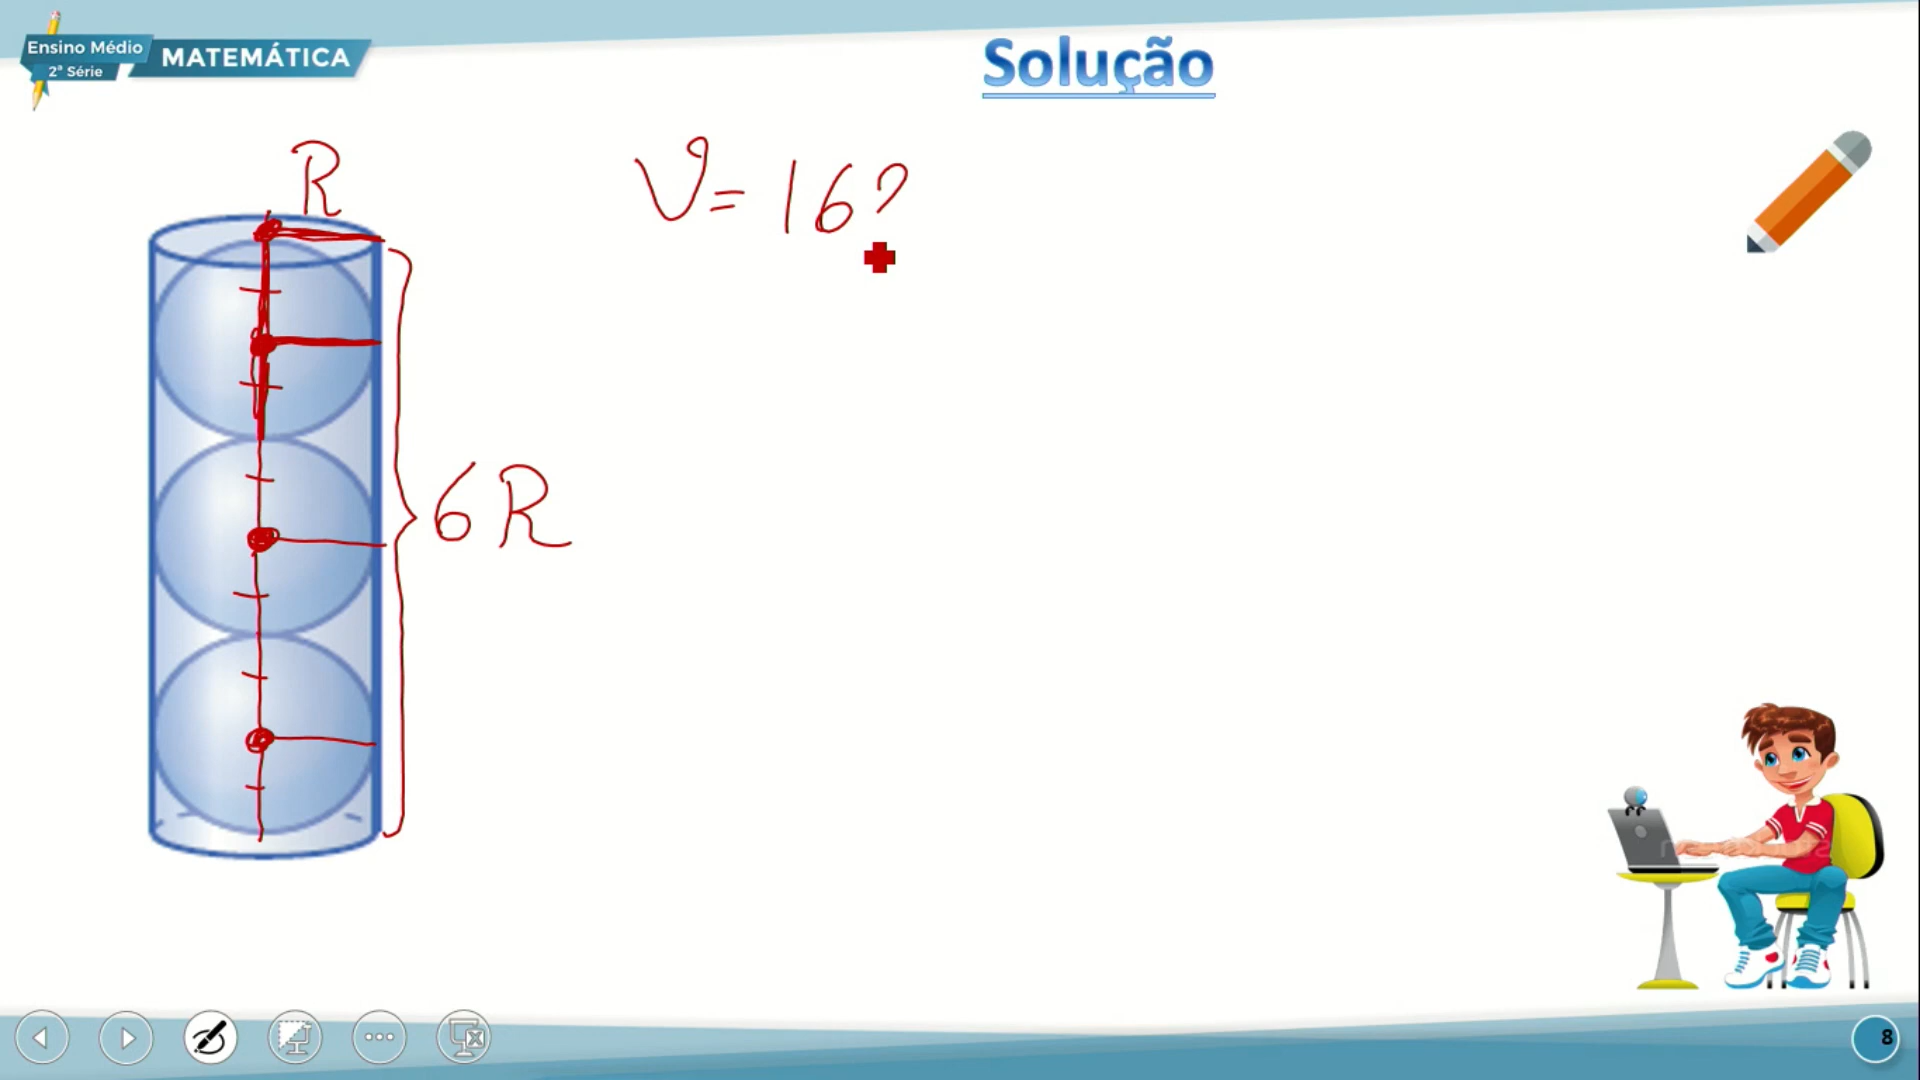 Ensino Médio
2ª Série
MATEMÁTICA
Solução
R
V = 16?
6R
8